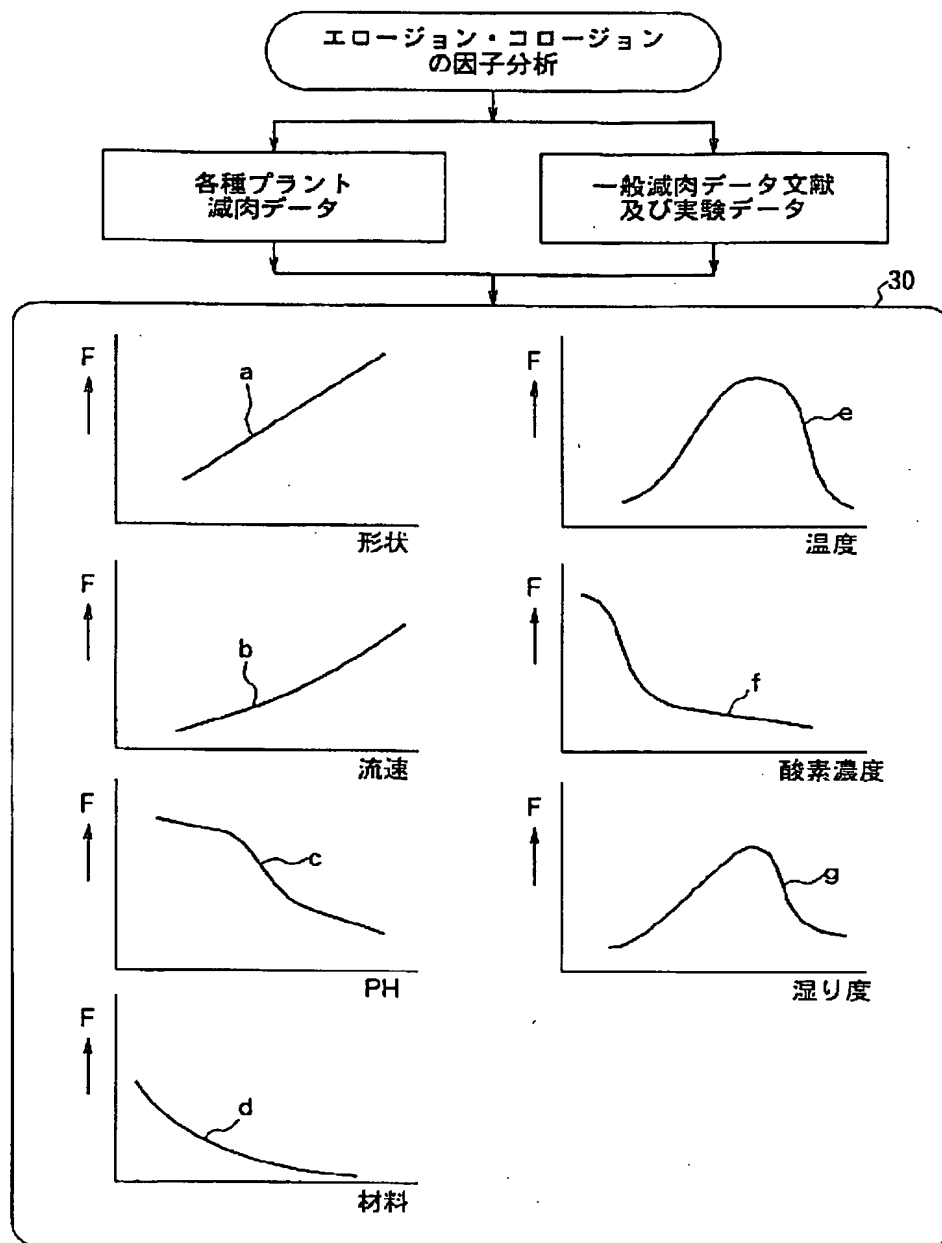 エロージョン・コロージョン
の因子分析
各種プラント
減肉データ
一般減肉データ文献
及び実験データ
30
F
a
形状
F
e
温度
F
b
流速
F
f
酸素濃度
F
c
PH
F
g
湿り度
F
d
材料